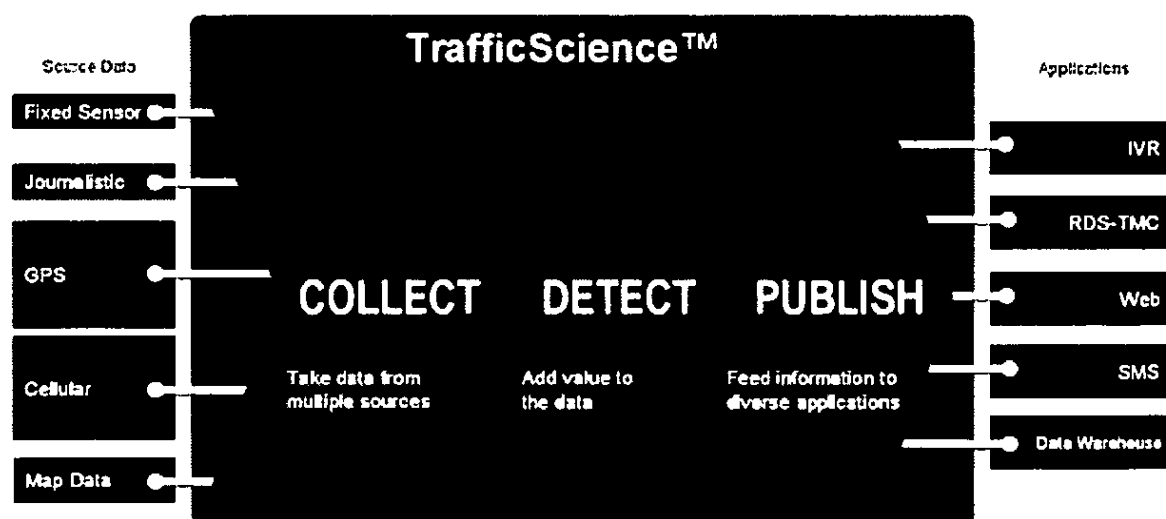 TrafficScience™
Source Data
Fixed Sensor
Journalistic
GPS
Cellular
Map Data
COLLECT
Take data from
multiple sources
DETECT
Add value to
the data
PUBLISH
Feed information to
diverse applications
Applications
IVR
RDS-TMC
Web
SMS
Data Warehouse